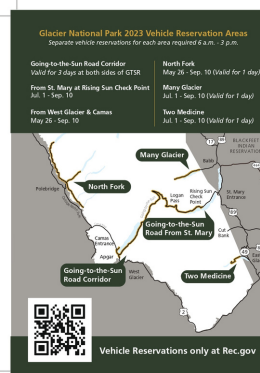 Glacier National Park 2023 Vehicle Reservation Areas
Separate vehicle reservations for each area required 6 a.m. - 3 p.m.
Going-to-the-Sun Road Corridor
Valid for 3 days at both sides of GTSR
From St. Mary at Rising Sun Check Point
Jul. 1 - Sep. 10
From West Glacier & Camas
May 26 - Sep. 10
North Fork
May 26 - Sep. 10 (Valid for 1 day)
Many Glacier
Jul. 1 - Sep. 10 (Valid for 1 day)
Two Medicine
Jul. 1 - Sep. 10 (Valid for 1 day)
17
BLACKFEET
INDIAN
RESERVATION
Many Glacier
Babb
Polebridge
North Fork
Logan
Pass
Rising Sun
Check
Point
St. Mary
Entrance
89
Going-to-the-Sun
Road From St. Mary
Cut
Bank
Camas
Entrance
Apgar
49
Going-to-the-Sun
Road Corridor
West
Glacier
Two Medicine
2
Vehicle Reservations only at Rec.gov